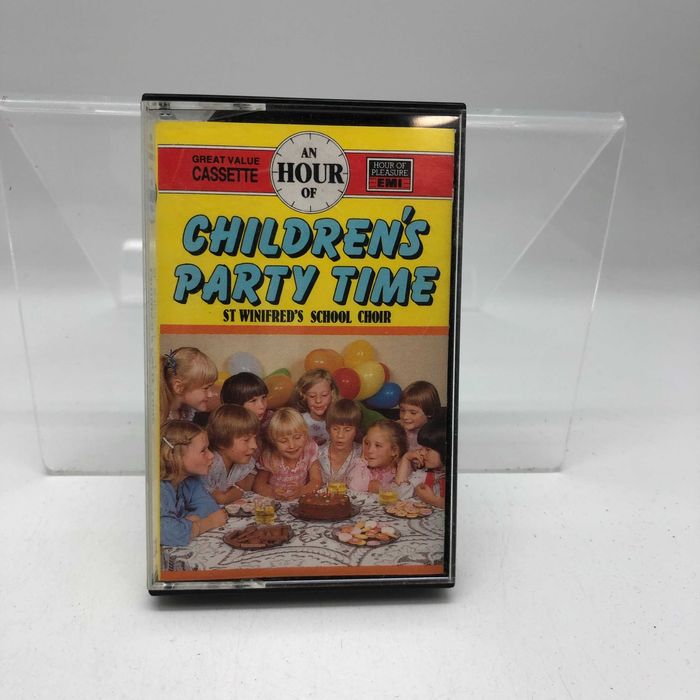 GREAT VALUE
CASSETTE
AN
HOUR
OF
HOUR OF
PLEASURE
EMI
CHILDREN'S
PARTY TIME
ST WINIFRED'S SCHOOL CHOIR